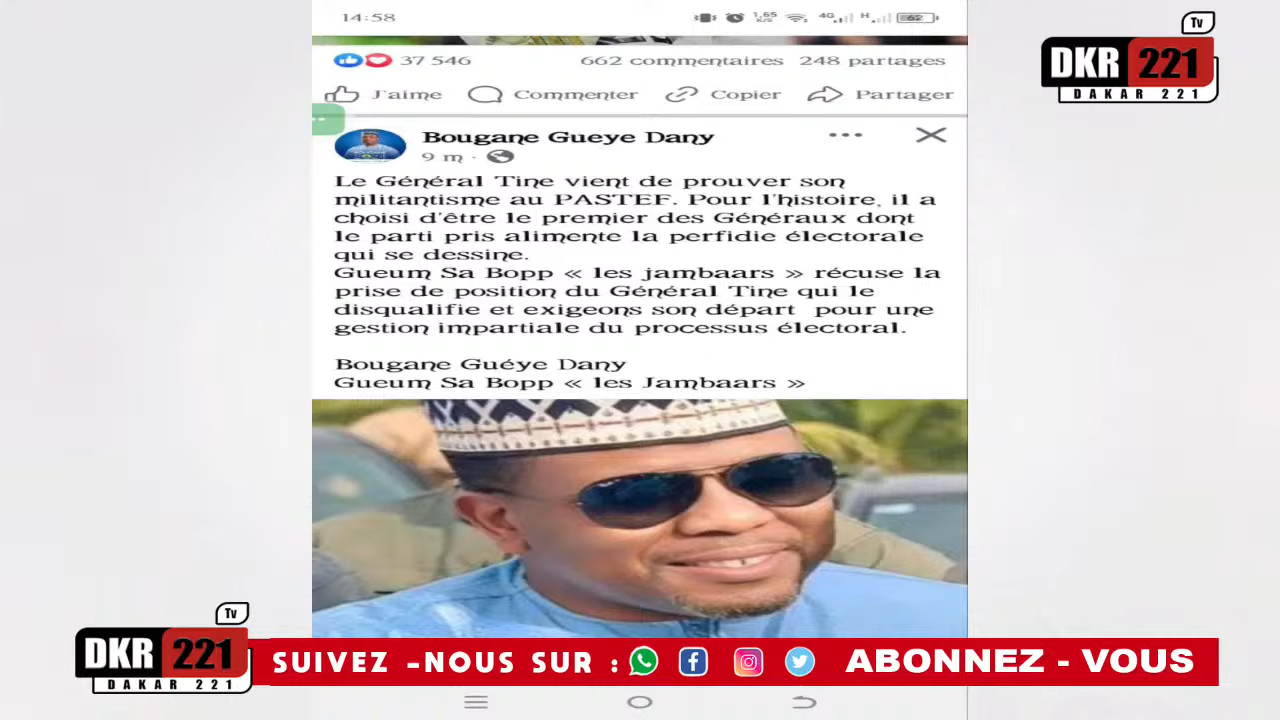 14:58
1,65
K/s
4G
H
62
Tv
DKR 221
DAKAR 221
37 546
662 commentaires 248 partages
J'aime
Commenter
Copier
Partager
Bougane Gueye Dany
9 m ·
Le Général Tine vient de prouver son
militantisme au PASTEF. Pour l'histoire, il a
choisi d'être le premier des Généraux dont
le parti pris alimente la perfidie électorale
qui se dessine.
Gueum Sa Bopp « les jambaars » récuse la
prise de position du Général Tine qui le
disqualifie et exigeons son départ pour une
gestion impartiale du processus électoral.
Bougane Guéye Dany
Gueum Sa Bopp « les Jambaars »
Tv
DKR 221
DAKAR 221
SUIVEZ -NOUS SUR :
ABONNEZ - VOUS